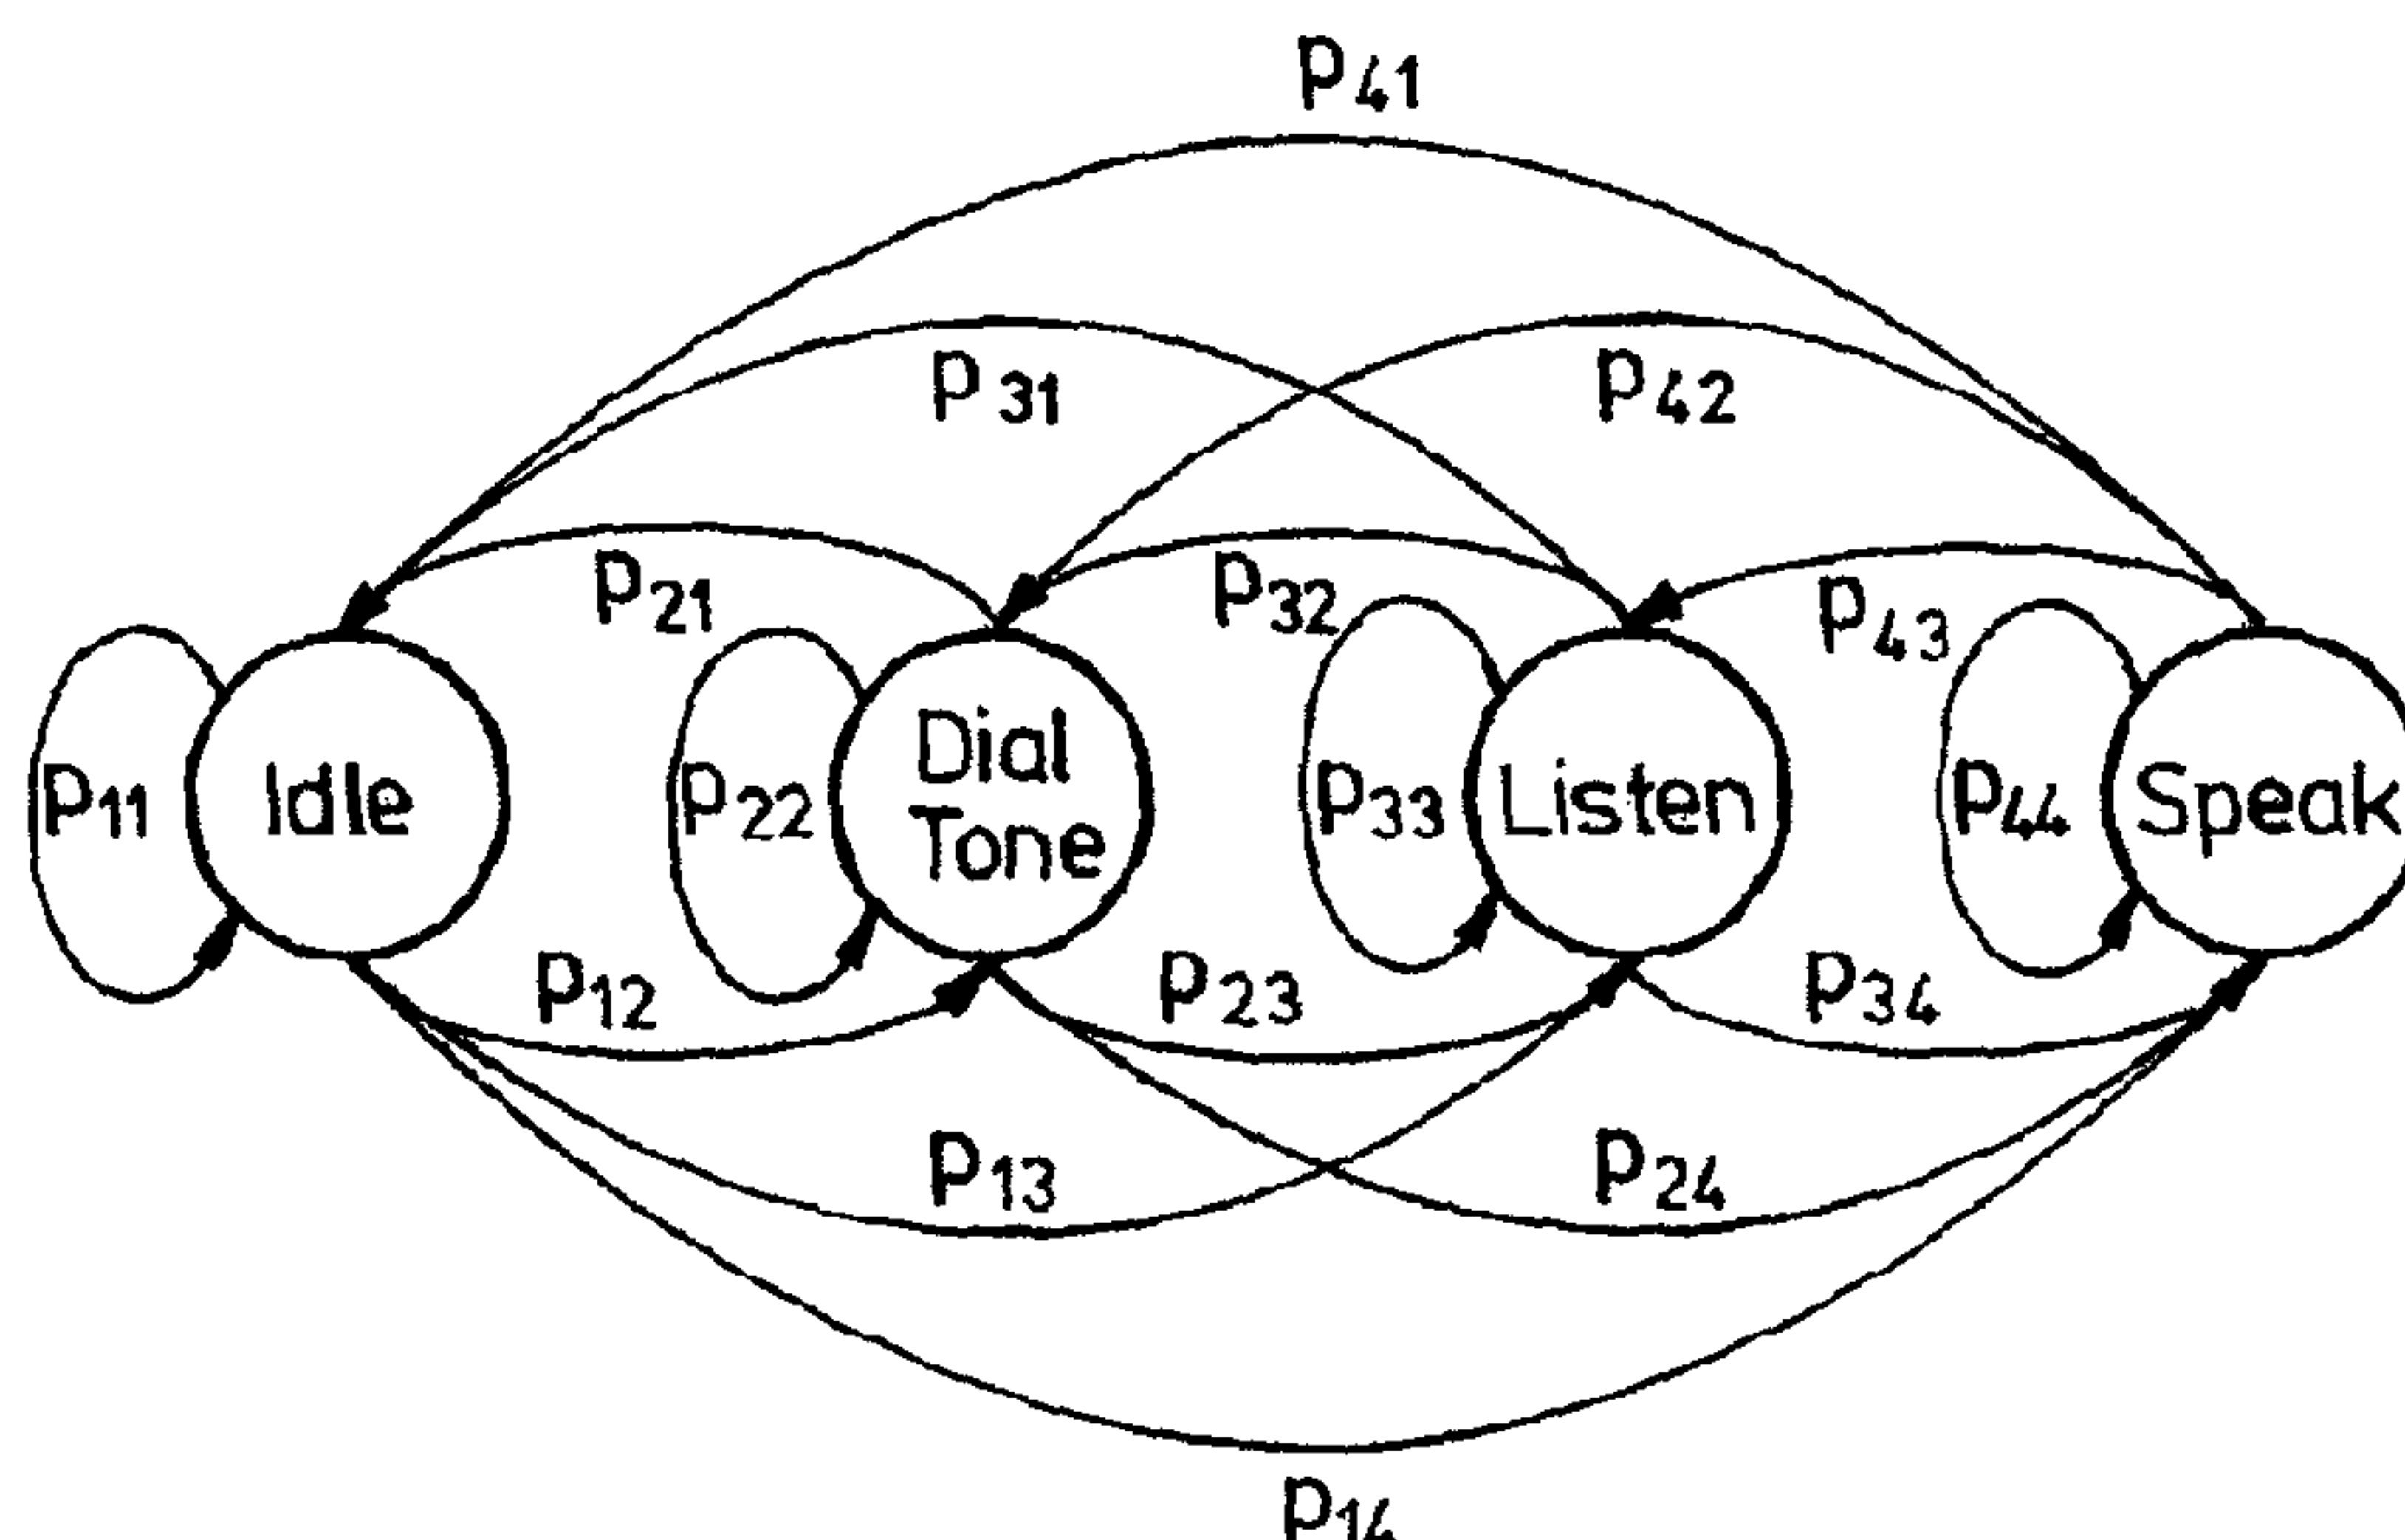 P41
P31
P42
P21
P32
P43
P11
Idle
P22
Dial
Tone
P33
Listen
P44
Speak
P12
P23
P34
P13
P24
P14